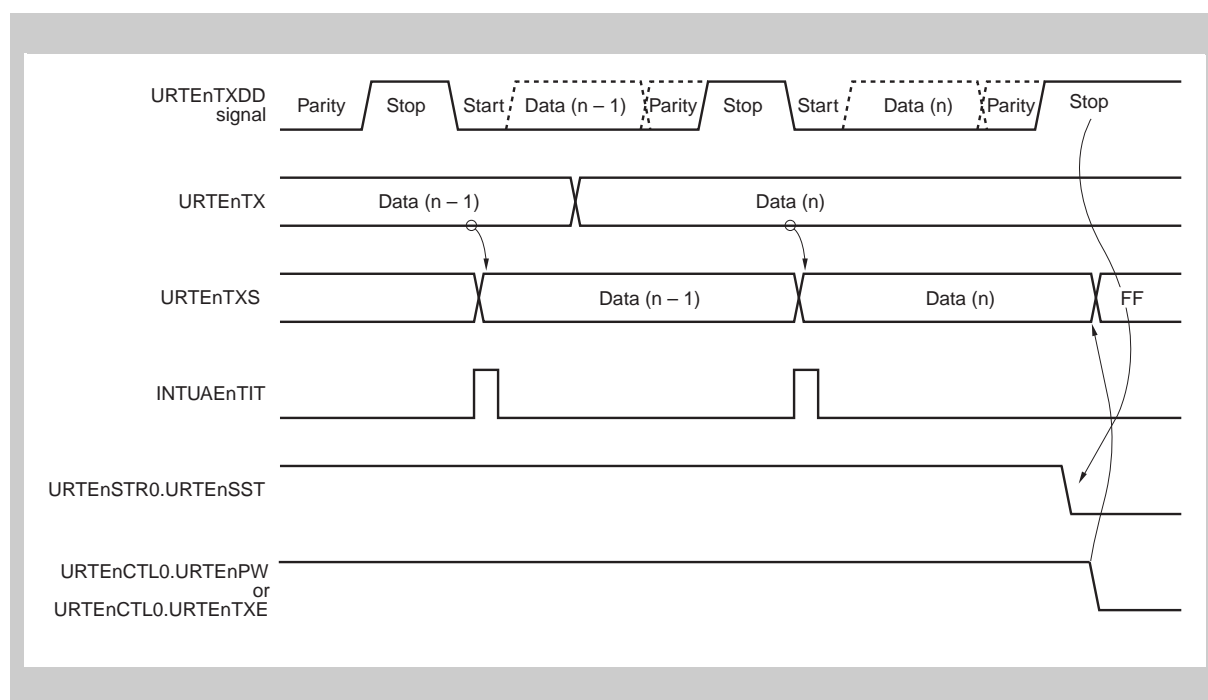 URTEnTXDD
signal
Parity Stop Start Data (n – 1) Parity Stop Start Data (n) Parity Stop
URTEnTX
Data (n – 1) Data (n)
URTEnTXS
Data (n – 1) Data (n) FF
INTUAEnTIT
URTEnSTR0.URTEnSST
URTEnCTL0.URTEnPW
or
URTEnCTL0.URTEnTXE